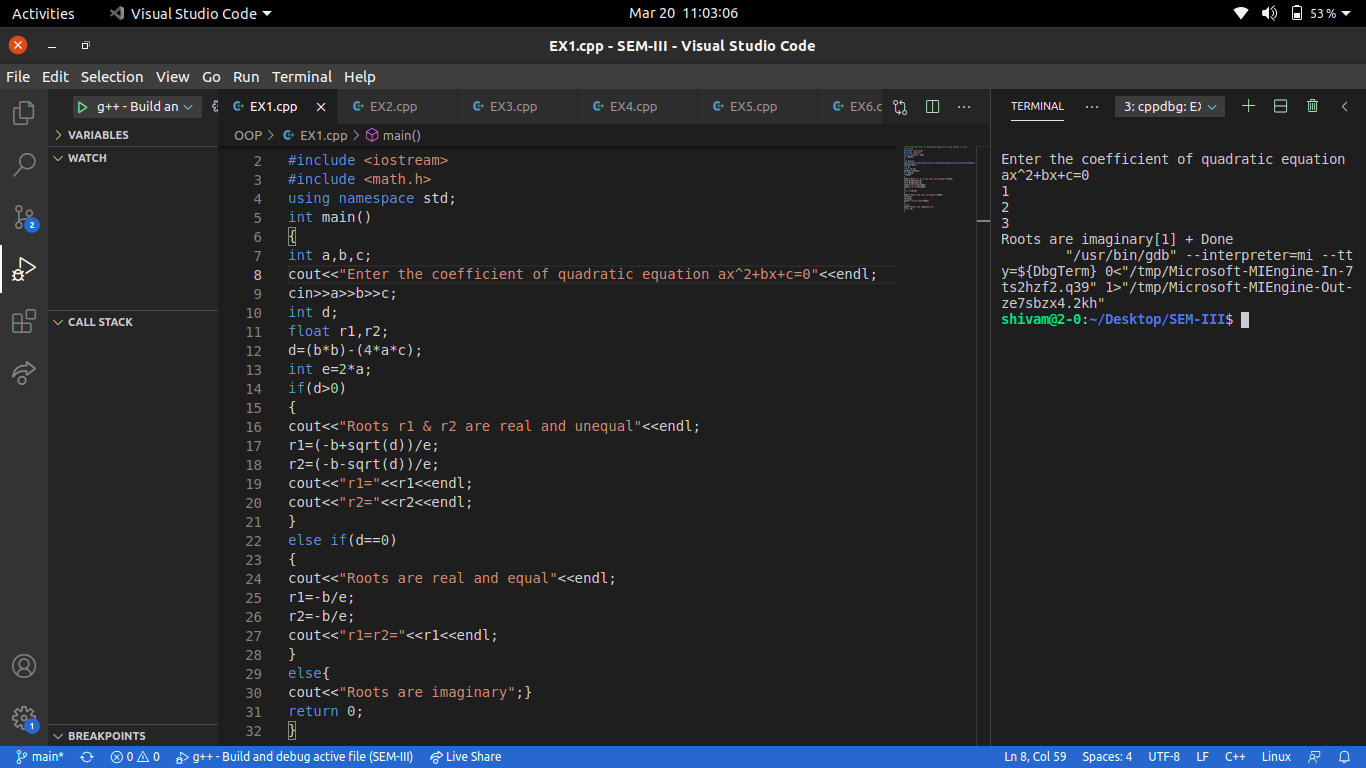 Activities Visual Studio Code Mar 20 11:03:06 53 %
EX1.cpp - SEM-III - Visual Studio Code
File Edit Selection View Go Run Terminal Help
g++ - Build an
VARIABLES
WATCH
CALL STACK
BREAKPOINTS
2
1
EX1.cpp EX2.cpp EX3.cpp EX4.cpp EX5.cpp EX6.c
OOP > EX1.cpp > main()
2 #include <iostream>
3 #include <math.h>
4 using namespace std;
5 int main()
6 {
7 int a,b,c;
8 cout<<"Enter the coefficient of quadratic equation ax^2+bx+c=0"<<endl;
9 cin>>a>>b>>c;
10 int d;
11 float r1,r2;
12 d=(b*b)-(4*a*c);
13 int e=2*a;
14 if(d>0)
15 {
16 cout<<"Roots r1 & r2 are real and unequal"<<endl;
17 r1=(-b+sqrt(d))/e;
18 r2=(-b-sqrt(d))/e;
19 cout<<"r1="<<r1<<endl;
20 cout<<"r2="<<r2<<endl;
21 }
22 else if(d==0)
23 {
24 cout<<"Roots are real and equal"<<endl;
25 r1=-b/e;
26 r2=-b/e;
27 cout<<"r1=r2="<<r1<<endl;
28 }
29 else{
30 cout<<"Roots are imaginary";}
31 return 0;
32 }
TERMINAL ··· 3: cppdbg: EX
Enter the coefficient of quadratic equation
ax^2+bx+c=0
1
2
3
Roots are imaginary[1] + Done
"/usr/bin/gdb" --interpreter=mi --tt
y=${DbgTerm} 0<"/tmp/Microsoft-MIEngine-In-7
ts2hzf2.q39" 1>"/tmp/Microsoft-MIEngine-Out-
ze7sbzx4.2kh"
shivam@2-0:~/Desktop/SEM-III$
main* 0 0 g++ - Build and debug active file (SEM-III) Live Share Ln 8, Col 59 Spaces: 4 UTF-8 LF C++ Linux